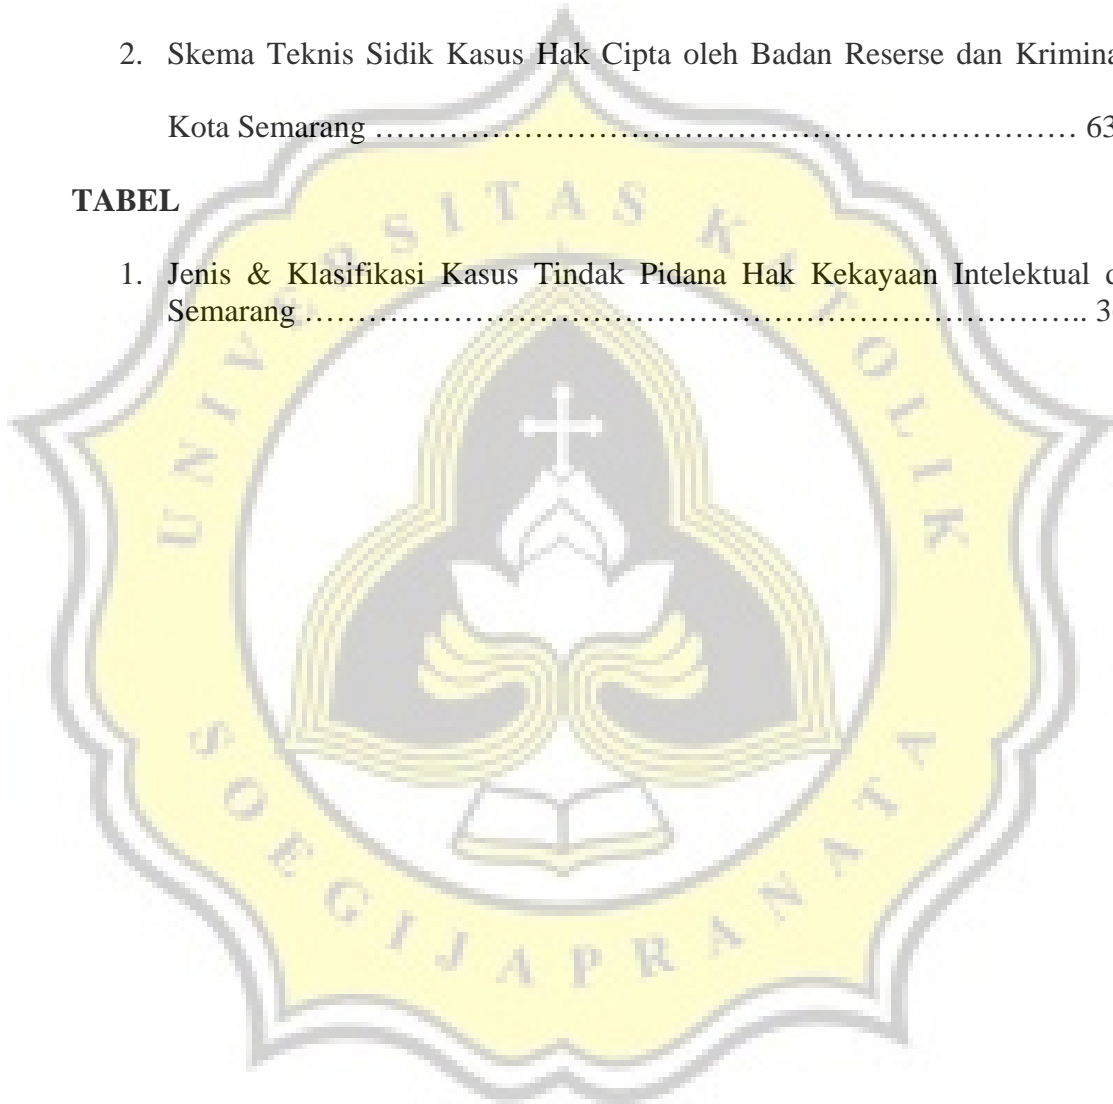 2. Skema Teknis Sidik Kasus Hak Cipta oleh Badan Reserse dan Krimina
Kota Semarang ………………………………………………………… 63
TABEL
1. Jenis & Klasifikasi Kasus Tindak Pidana Hak Kekayaan Intelektual d
Semarang ……………………………………………………………….. 3
UNIVERSITAS KATOLIK
SOEGIJAPRANATA